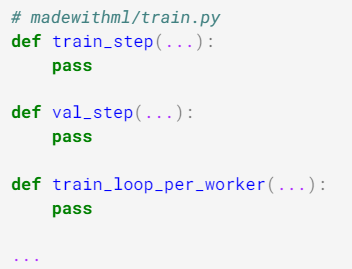 # madewithml/train.py
def train_step(...):
    pass

def val_step(...):
    pass

def train_loop_per_worker(...):
    pass

...